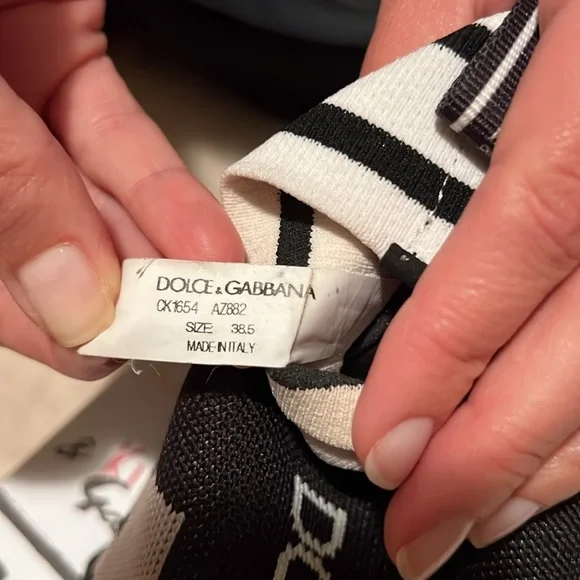 DOLCE & GABBANA
CK1654 AZ882
SIZE: 38.5
MADE IN ITALY